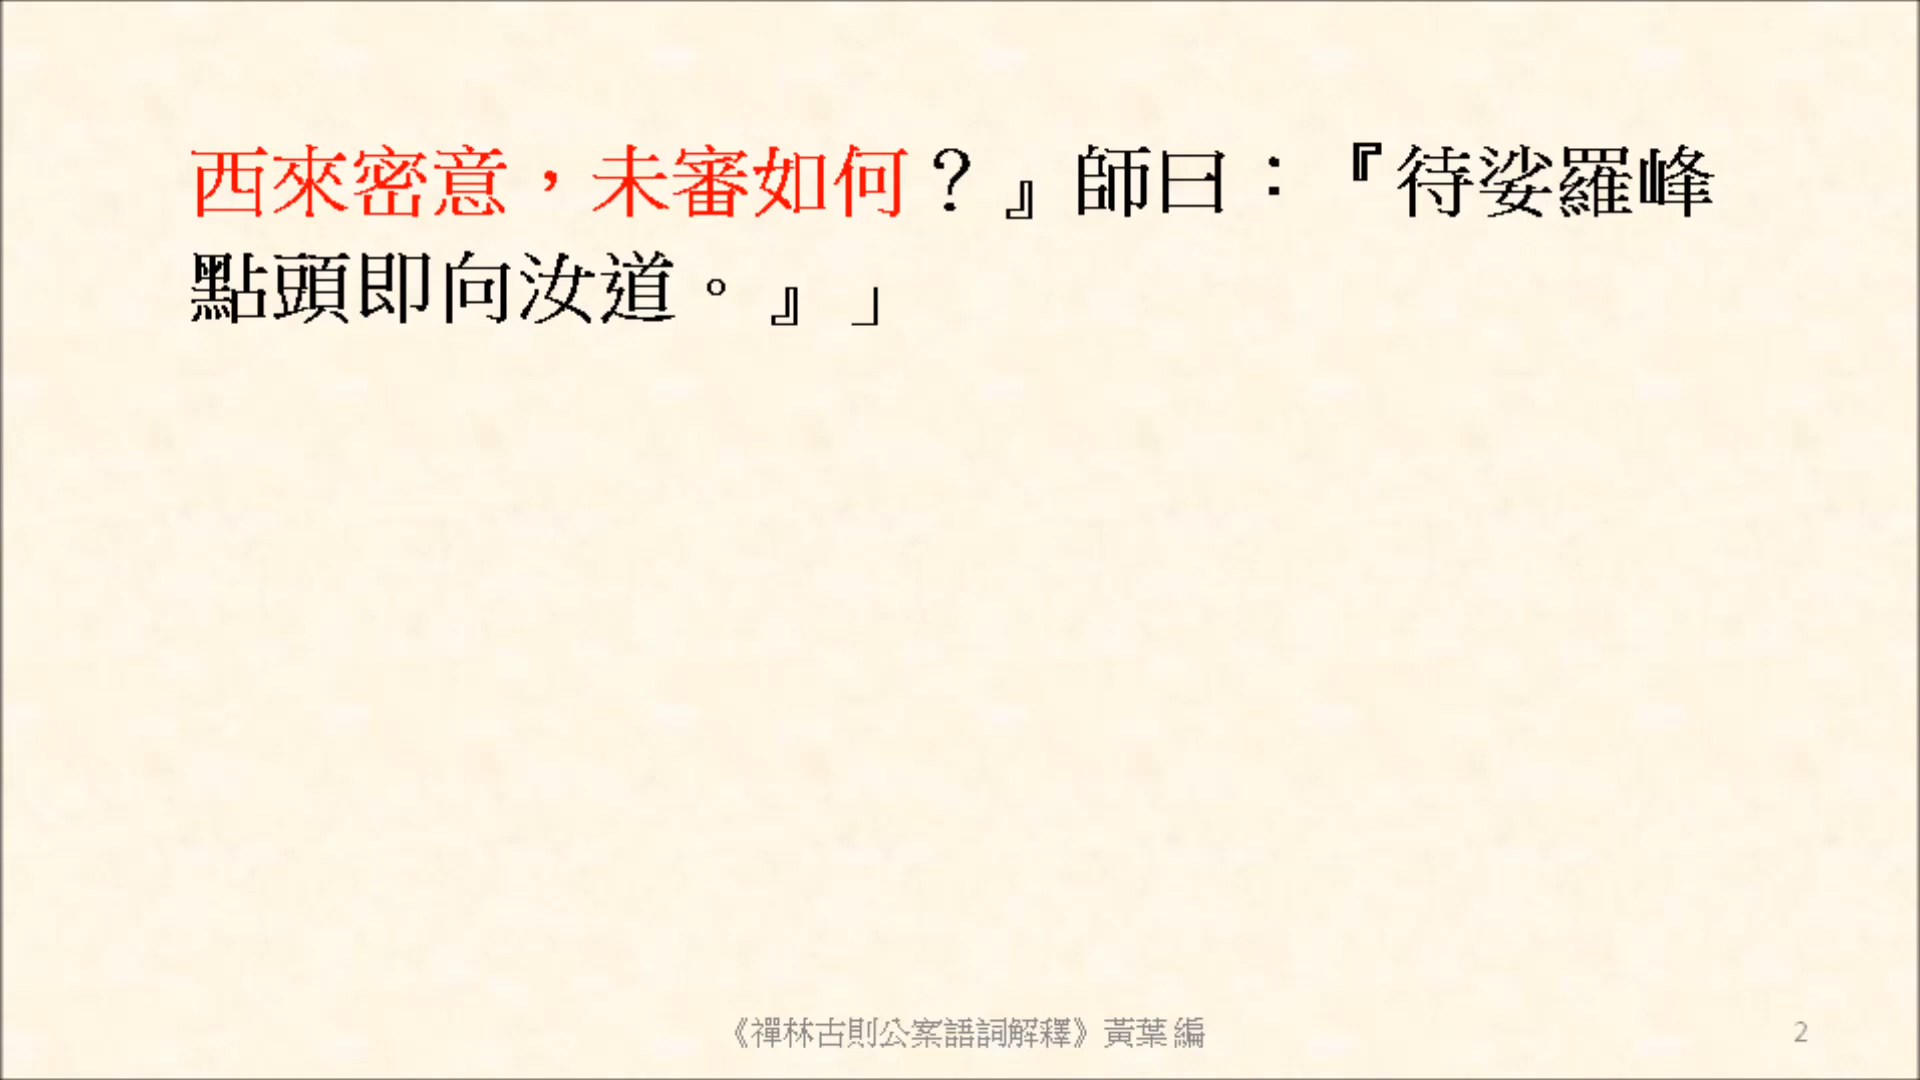 西來密意，未審如何？』師曰：『待娑羅峰
點頭即向汝道。』」
《禪林古則公案語詞解釋》黃葉 編
2